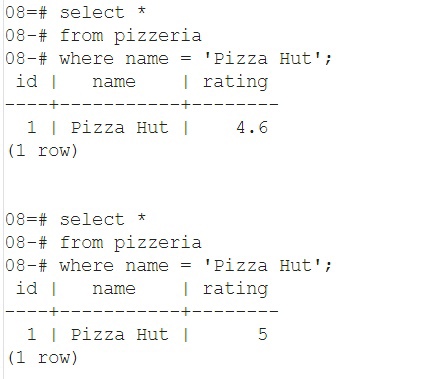 08=# select *
08-# from pizzeria
08-# where name = 'Pizza Hut';
 id |   name    | rating
----+-----------+--------
  1 | Pizza Hut |    4.6
(1 row)
08=# select *
08-# from pizzeria
08-# where name = 'Pizza Hut';
 id |   name    | rating
----+-----------+--------
  1 | Pizza Hut |      5
(1 row)